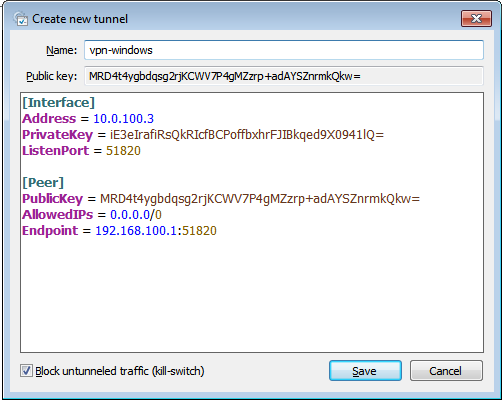 Create new tunnel
Name: vpn-windows
Public key: MRD4t4ygbdqsg2rjKCWV7P4gMZzrp+adAYSZnrmkQkw=
[Interface]
Address = 10.0.100.3
PrivateKey = iE3eIrafiRsQkRIcfBCPoffbxhrFJIBkqed9X0941lQ=
ListenPort = 51820
[Peer]
PublicKey = MRD4t4ygbdqsg2rjKCWV7P4gMZzrp+adAYSZnrmkQkw=
AllowedIPs = 0.0.0.0/0
Endpoint = 192.168.100.1:51820
Block untunneled traffic (kill-switch)
Save
Cancel